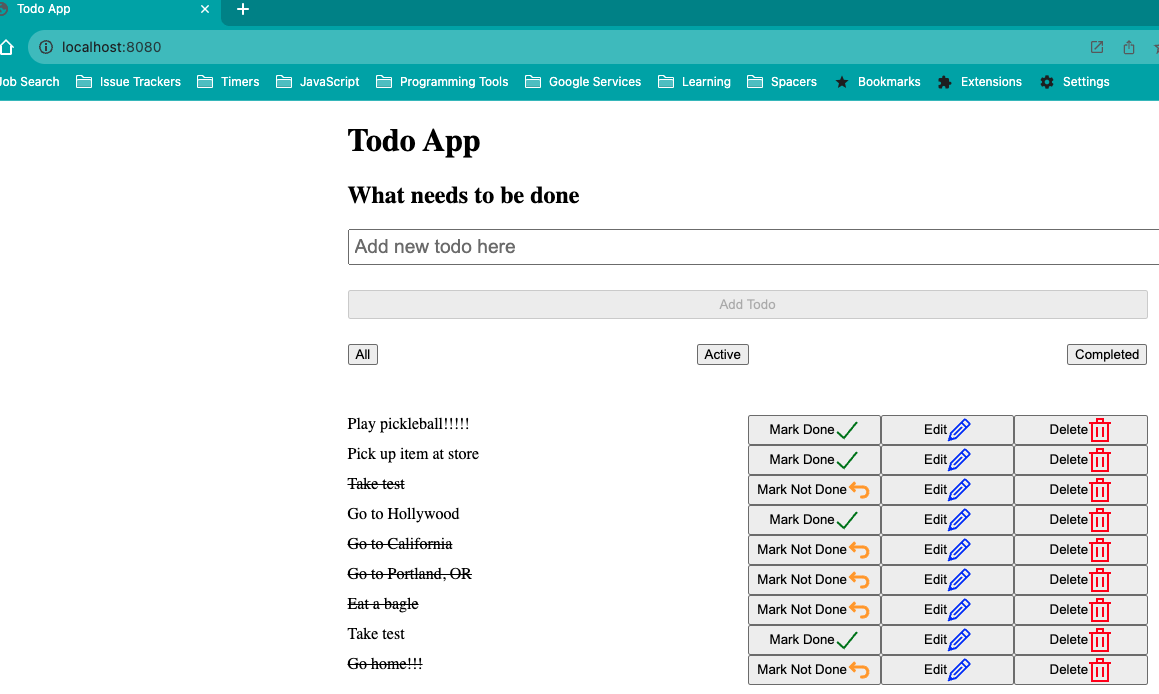 Todo App
localhost:8080
Job Search Issue Trackers Timers JavaScript Programming Tools Google Services Learning Spacers Bookmarks Extensions Settings
Todo App
What needs to be done
Add new todo here
Add Todo
All Active Completed
Play pickleball!!!!! Mark Done Edit Delete
Pick up item at store Mark Done Edit Delete
Take test Mark Not Done Edit Delete
Go to Hollywood Mark Done Edit Delete
Go to California Mark Not Done Edit Delete
Go to Portland, OR Mark Not Done Edit Delete
Eat a bagle Mark Not Done Edit Delete
Take test Mark Done Edit Delete
Go home!!! Mark Not Done Edit Delete